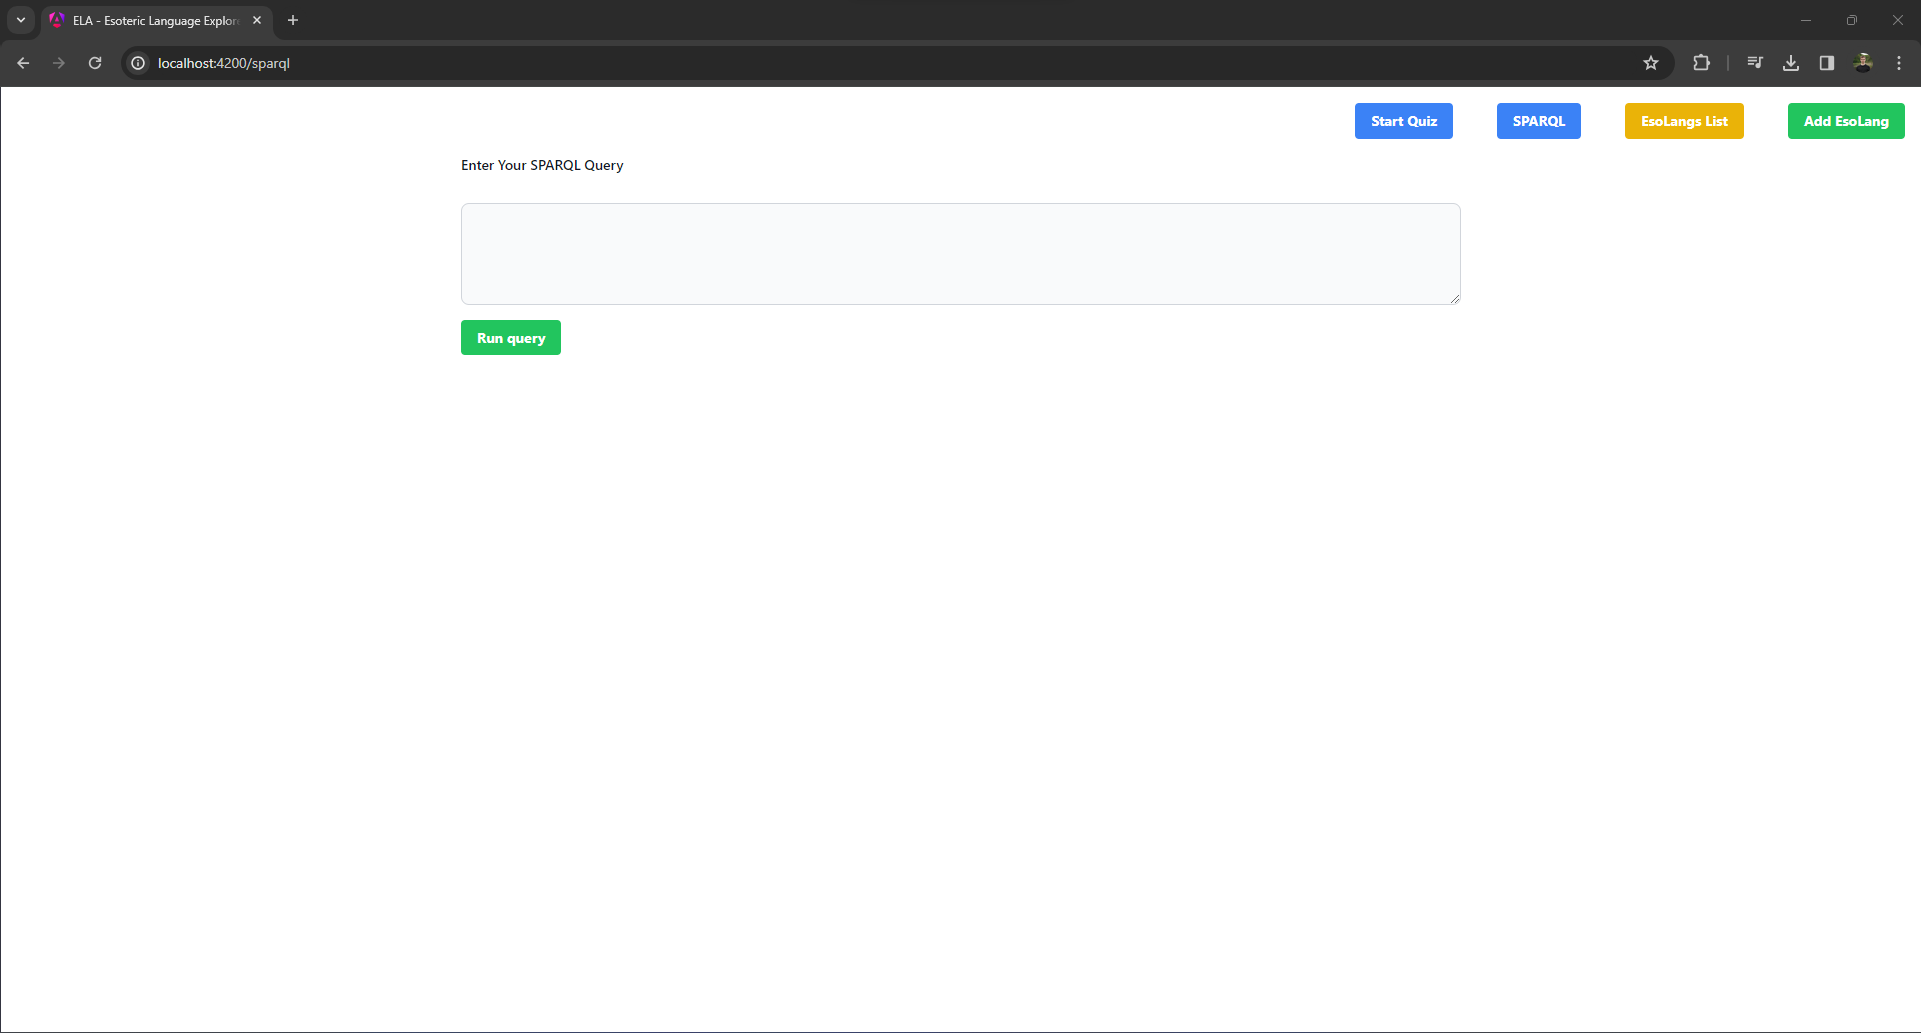 ELA - Esoteric Language Explore
localhost:4200/sparql
Start Quiz
SPARQL
EsoLangs List
Add EsoLang
Enter Your SPARQL Query
Run query